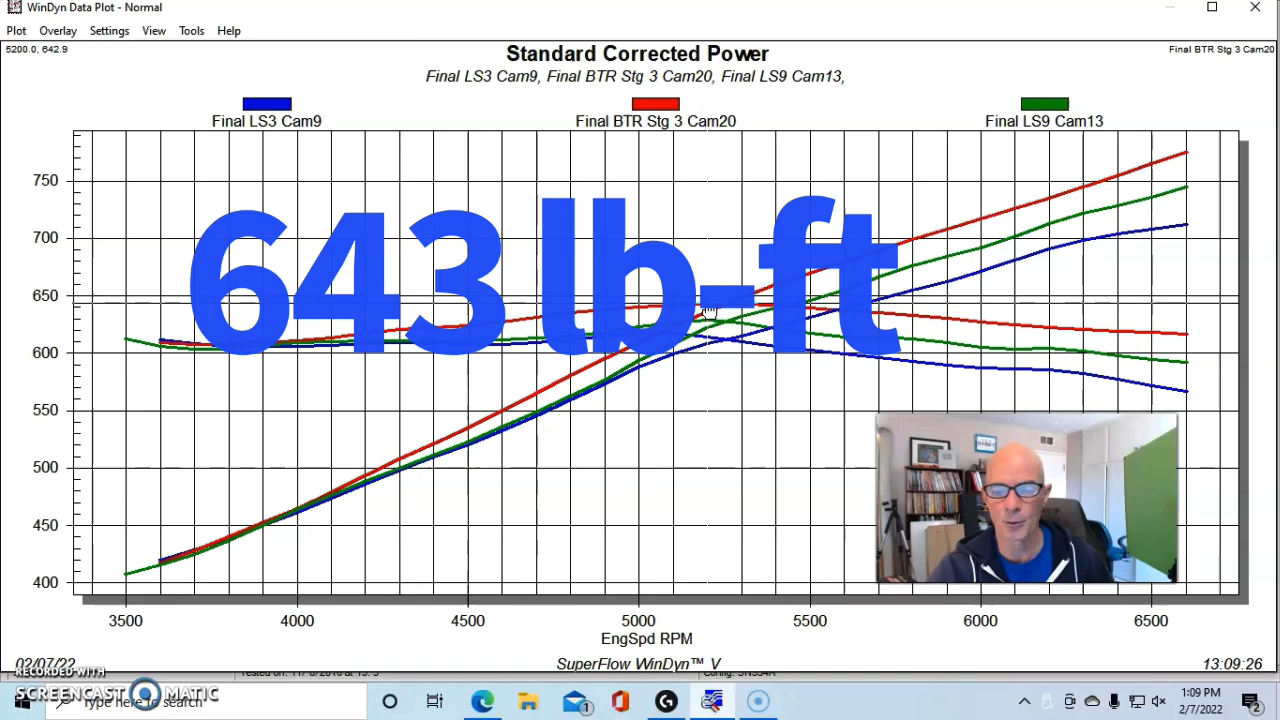 WinDyn Data Plot - Normal
Plot Overlay Settings View Tools Help
5200.0, 642.9
Final BTR Stg 3 Cam20
Standard Corrected Power
Final LS3 Cam9, Final BTR Stg 3 Cam20, Final LS9 Cam13,
Final LS3 Cam9
Final BTR Stg 3 Cam20
Final LS9 Cam13
750
700
650
600
550
500
450
400
643 lb-ft
3500 4000 4500 5000 5500 6000 6500
EngSpd RPM
02/07/22
SuperFlow WinDyn™ V
13:09:26
RECORDED WITH
SCREENCAST MATIC
Type here to search
1
1:09 PM
2/7/2022
2